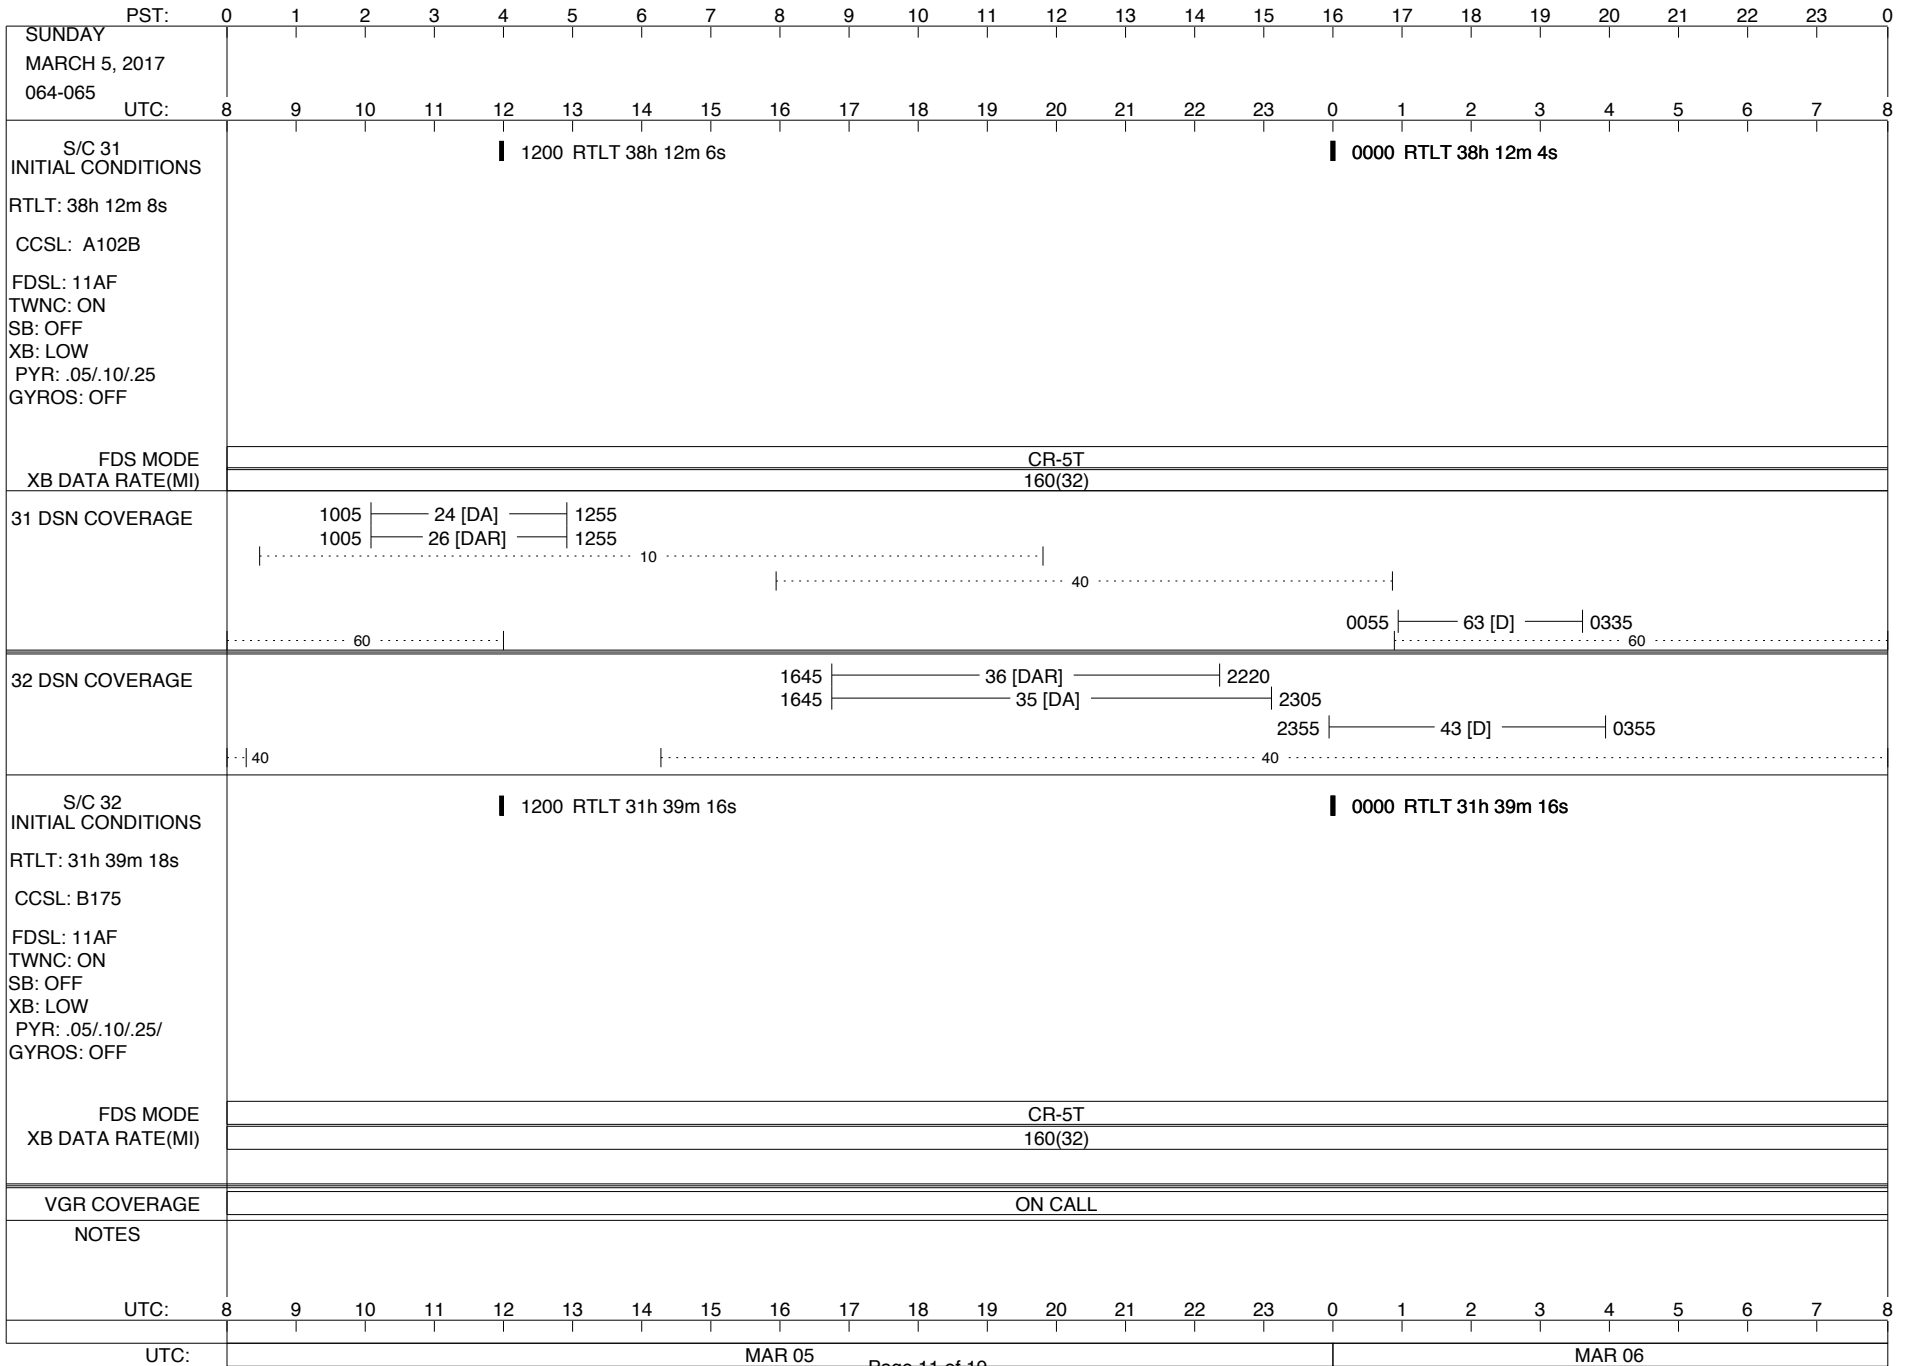 PST: 0 1 2 3 4 5 6 7 8 9 10 11 12 13 14 15 16 17 18 19 20 21 22 23 0
SUNDAY
MARCH 5, 2017
064-065
UTC: 8 9 10 11 12 13 14 15 16 17 18 19 20 21 22 23 0 1 2 3 4 5 6 7 8
S/C 31
INITIAL CONDITIONS
1200 RTLT 38h 12m 6s
0000 RTLT 38h 12m 4s
RTLT: 38h 12m 8s
CCSL: A102B
FDSL: 11AF
TWNC: ON
SB: OFF
XB: LOW
PYR: .05/.10/.25
GYROS: OFF
FDS MODE CR-5T
XB DATA RATE(MI) 160(32)
31 DSN COVERAGE
1005 24 [DA] 1255
1005 26 [DAR] 1255
10
40
0055 63 [D] 0335
60 60
32 DSN COVERAGE
1645 36 [DAR] 2220
1645 35 [DA] 2305
2355 43 [D] 0355
40 40
S/C 32
INITIAL CONDITIONS
1200 RTLT 31h 39m 16s
0000 RTLT 31h 39m 16s
RTLT: 31h 39m 18s
CCSL: B175
FDSL: 11AF
TWNC: ON
SB: OFF
XB: LOW
PYR: .05/.10/.25/
GYROS: OFF
FDS MODE CR-5T
XB DATA RATE(MI) 160(32)
VGR COVERAGE ON CALL
NOTES
UTC: 8 9 10 11 12 13 14 15 16 17 18 19 20 21 22 23 0 1 2 3 4 5 6 7 8
UTC: MAR 05 MAR 06